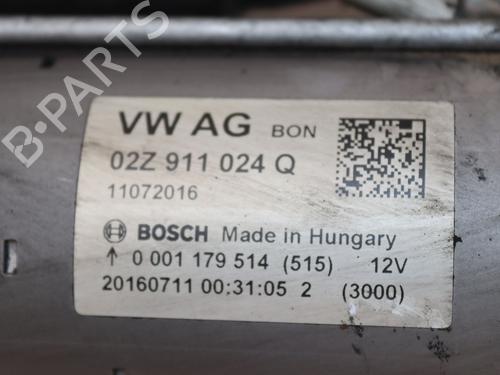 B-PARTS
VW AG BON
02Z 911 024 Q
11072016
BOSCH Made in Hungary
↑ 0 001 179 514 (515) 12V
20160711 00:31:05 2 (3000)